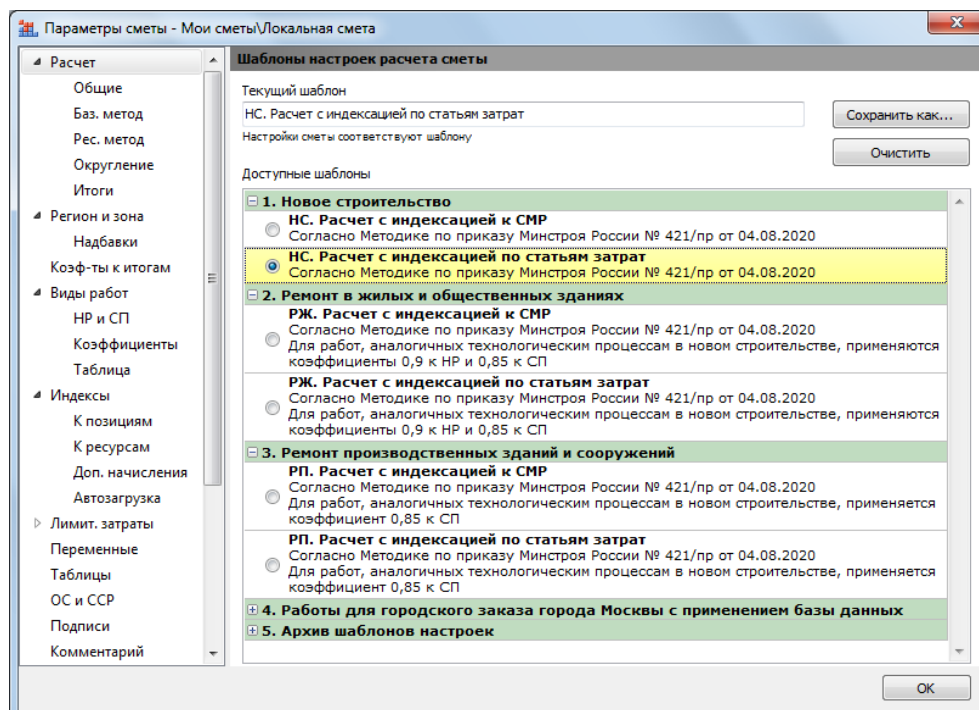 Параметры сметы - Мои сметы\Локальная смета
Расчет
Общие
Баз. метод
Рес. метод
Округление
Итоги
Регион и зона
Надбавки
Коэф-ты к итогам
Виды работ
НР и СП
Коэффициенты
Таблица
Индексы
К позициям
К ресурсам
Доп. начисления
Автозагрузка
Лимит. затраты
Переменные
Таблицы
ОС и ССР
Подписи
Комментарий
Шаблоны настроек расчета сметы
Текущий шаблон
НС. Расчет с индексацией по статьям затрат
Сохранить как...
Настройки сметы соответствуют шаблону
Очистить
Доступные шаблоны
1. Новое строительство
НС. Расчет с индексацией к СМР
Согласно Методике по приказу Минстроя России № 421/пр от 04.08.2020
НС. Расчет с индексацией по статьям затрат
Согласно Методике по приказу Минстроя России № 421/пр от 04.08.2020
2. Ремонт в жилых и общественных зданиях
РЖ. Расчет с индексацией к СМР
Согласно Методике по приказу Минстроя России № 421/пр от 04.08.2020
Для работ, аналогичных технологическим процессам в новом строительстве, применяются
коэффициенты 0,9 к НР и 0,85 к СП
РЖ. Расчет с индексацией по статьям затрат
Согласно Методике по приказу Минстроя России № 421/пр от 04.08.2020
Для работ, аналогичных технологическим процессам в новом строительстве, применяются
коэффициенты 0,9 к НР и 0,85 к СП
3. Ремонт производственных зданий и сооружений
РП. Расчет с индексацией к СМР
Согласно Методике по приказу Минстроя России № 421/пр от 04.08.2020
Для работ, аналогичных технологическим процессам в новом строительстве, применяется
коэффициент 0,85 к СП
РП. Расчет с индексацией по статьям затрат
Согласно Методике по приказу Минстроя России № 421/пр от 04.08.2020
Для работ, аналогичных технологическим процессам в новом строительстве, применяется
коэффициент 0,85 к СП
4. Работы для городского заказа города Москвы с применением базы данных
5. Архив шаблонов настроек
ОК